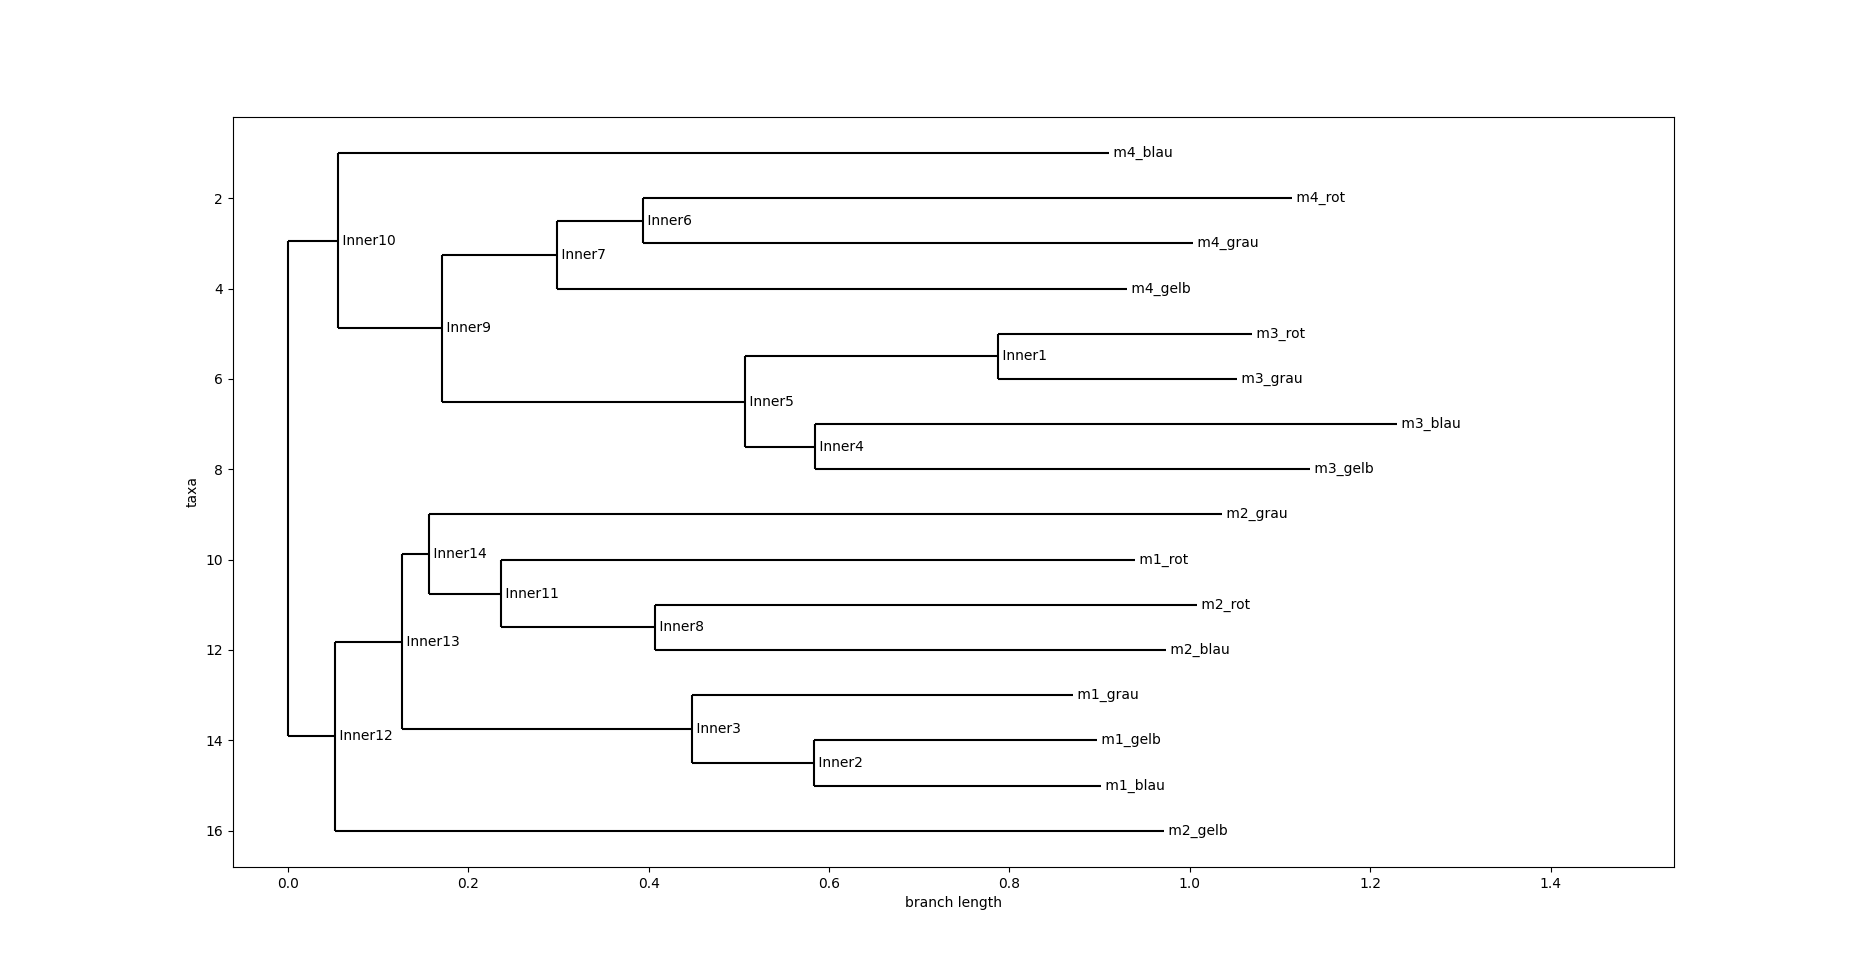 m4_blau
2
m4_rot
Inner6
Inner10
m4_grau
Inner7
4
m4_gelb
Inner9
m3_rot
Inner1
6
m3_grau
Inner5
m3_blau
Inner4
8
m3_gelb
taxa
m2_grau
Inner14
10
m1_rot
Inner11
m2_rot
Inner8
Inner13
12
m2_blau
m1_grau
Inner3
Inner12
14
m1_gelb
Inner2
m1_blau
16
m2_gelb
0.0 0.2 0.4 0.6 0.8 1.0 1.2 1.4
branch length